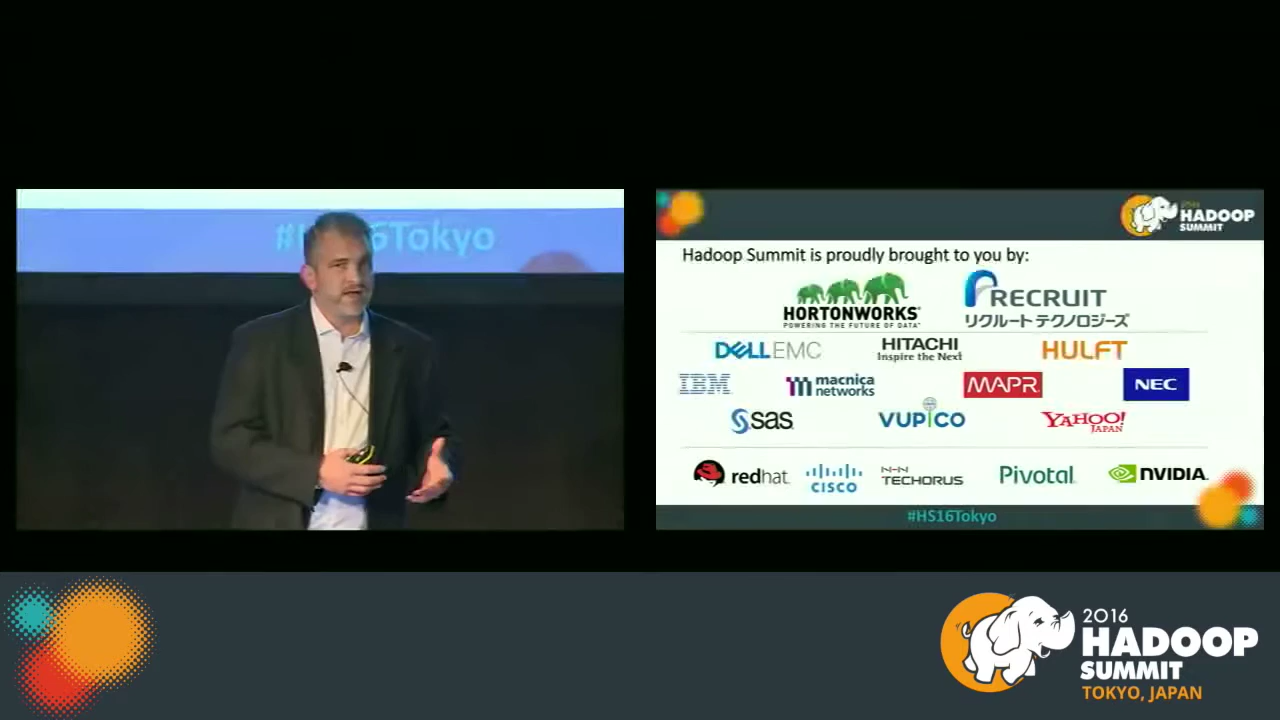 #HS16Tokyo
2016
HADOOP
SUMMIT
Hadoop Summit is proudly brought to you by:
HORTONWORKS
POWERING THE FUTURE OF DATA
RECRUIT
リクルートテクノロジーズ
DELLEMC
HITACHI
Inspire the Next
HULFT
IBM
macnica
networks
MAPR
NEC
sas
VUPICO
YAHOO!
JAPAN
redhat
CISCO
NHN
TECHORUS
Pivotal
NVIDIA
#HS16Tokyo
2016
HADOOP
SUMMIT
TOKYO, JAPAN